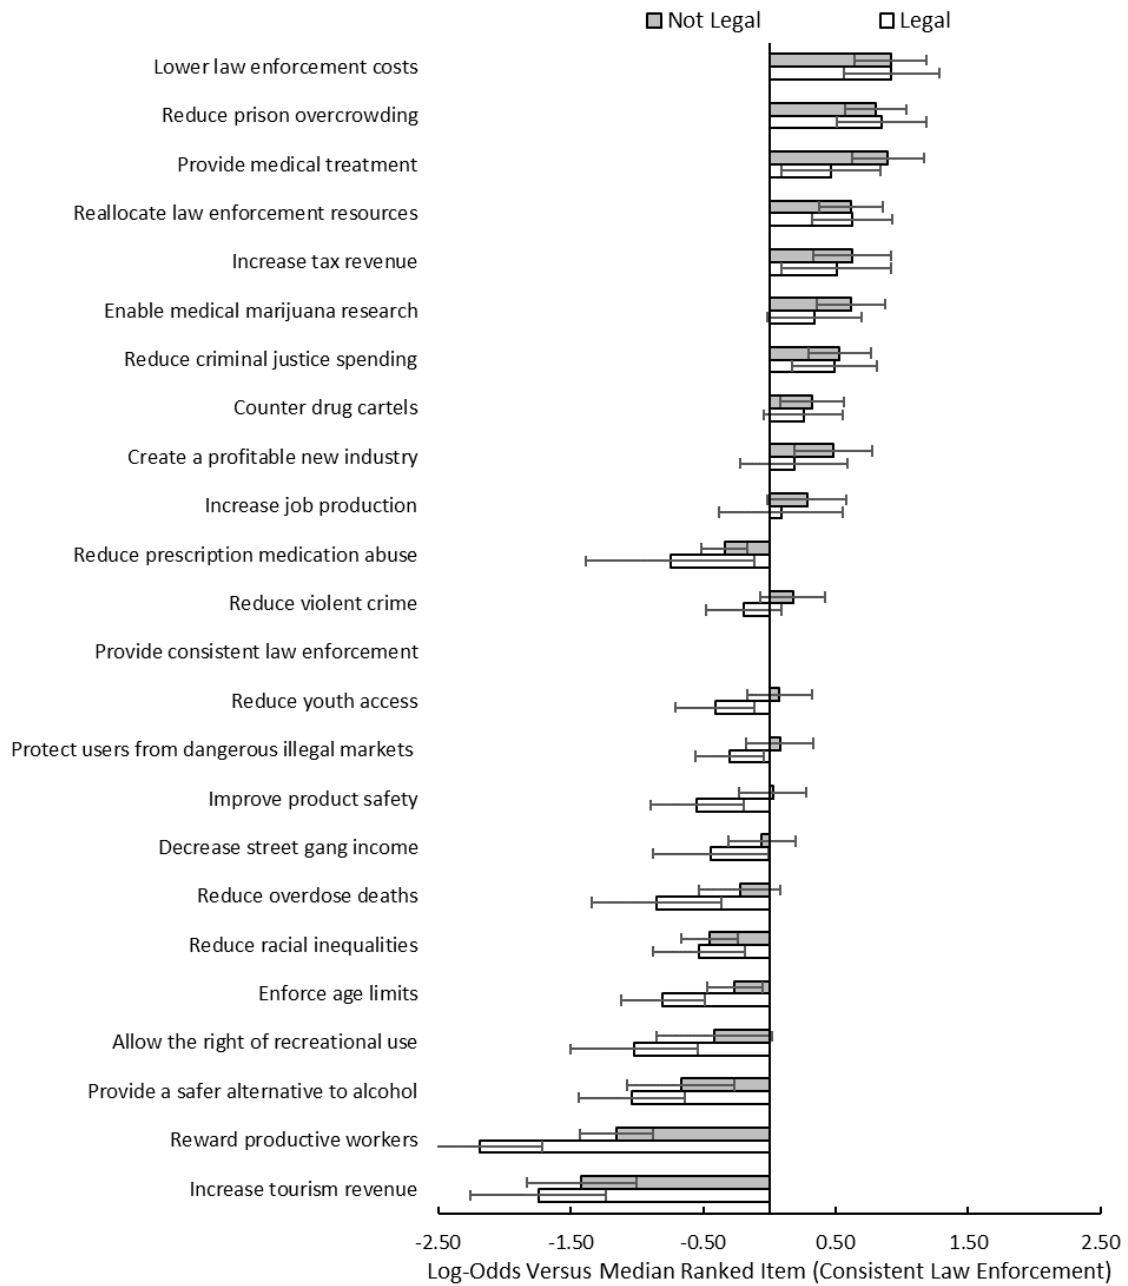 Not Legal
Legal
Lower law enforcement costs
Reduce prison overcrowding
Provide medical treatment
Reallocate law enforcement resources
Increase tax revenue
Enable medical marijuana research
Reduce criminal justice spending
Counter drug cartels
Create a profitable new industry
Increase job production
Reduce prescription medication abuse
Reduce violent crime
Provide consistent law enforcement
Reduce youth access
Protect users from dangerous illegal markets
Improve product safety
Decrease street gang income
Reduce overdose deaths
Reduce racial inequalities
Enforce age limits
Allow the right of recreational use
Provide a safer alternative to alcohol
Reward productive workers
Increase tourism revenue
-2.50 -1.50 -0.50 0.50 1.50 2.50
Log-Odds Versus Median Ranked Item (Consistent Law Enforcement)